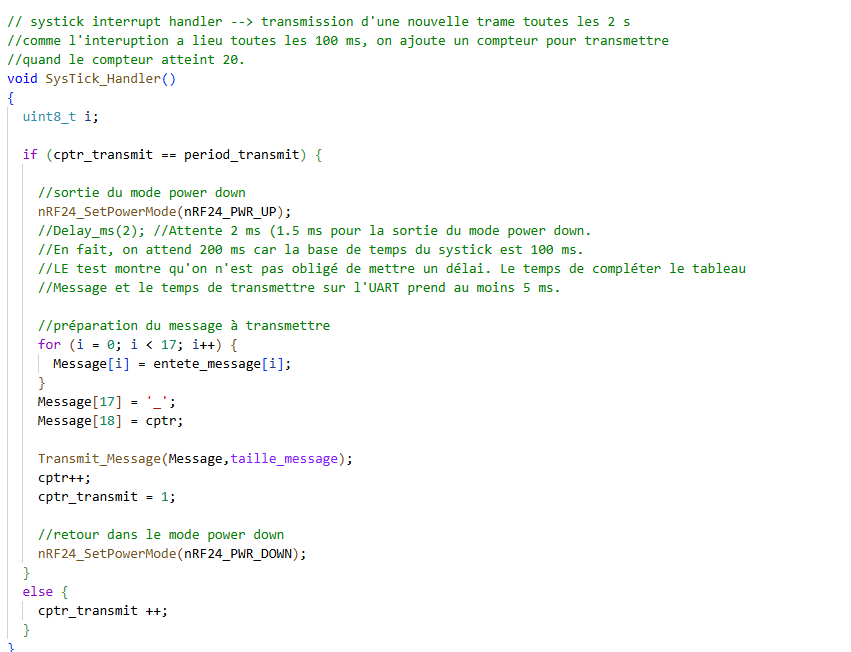 // systick interrupt handler --> transmission d'une nouvelle trame toutes les 2 s
//comme l'interuption a lieu toutes les 100 ms, on ajoute un compteur pour transmettre
//quand le compteur atteint 20.
void SysTick_Handler()
{
  uint8_t i;

  if (cptr_transmit == period_transmit) {

    //sortie du mode power down
    nRF24_SetPowerMode(nRF24_PWR_UP);
    //Delay_ms(2); //Attente 2 ms (1.5 ms pour la sortie du mode power down.
    //En fait, on attend 200 ms car la base de temps du systick est 100 ms.
    //LE test montre qu'on n'est pas obligé de mettre un délai. Le temps de compléter le tableau
    //Message et le temps de transmettre sur l'UART prend au moins 5 ms.

    //préparation du message à transmettre
    for (i = 0; i < 17; i++) {
      Message[i] = entete_message[i];
    }
    Message[17] = '_';
    Message[18] = cptr;

    Transmit_Message(Message,taille_message);
    cptr++;
    cptr_transmit = 1;

    //retour dans le mode power down
    nRF24_SetPowerMode(nRF24_PWR_DOWN);
  }
  else {
    cptr_transmit ++;
  }
}